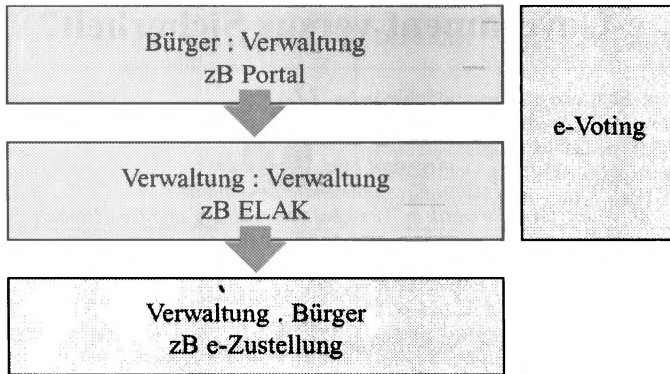 Bürger : Verwaltung
zB Portal
e-Voting
Verwaltung : Verwaltung
zB ELAK
Verwaltung . Bürger
zB e-Zustellung